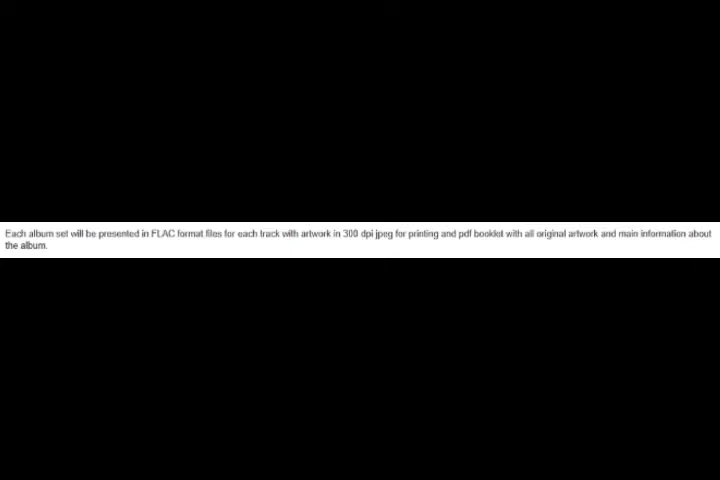 Each album set will be presented in FLAC format files for each track with artwork in 300 dpi jpeg for printing and pdf booklet with all original artwork and main information about
the album.